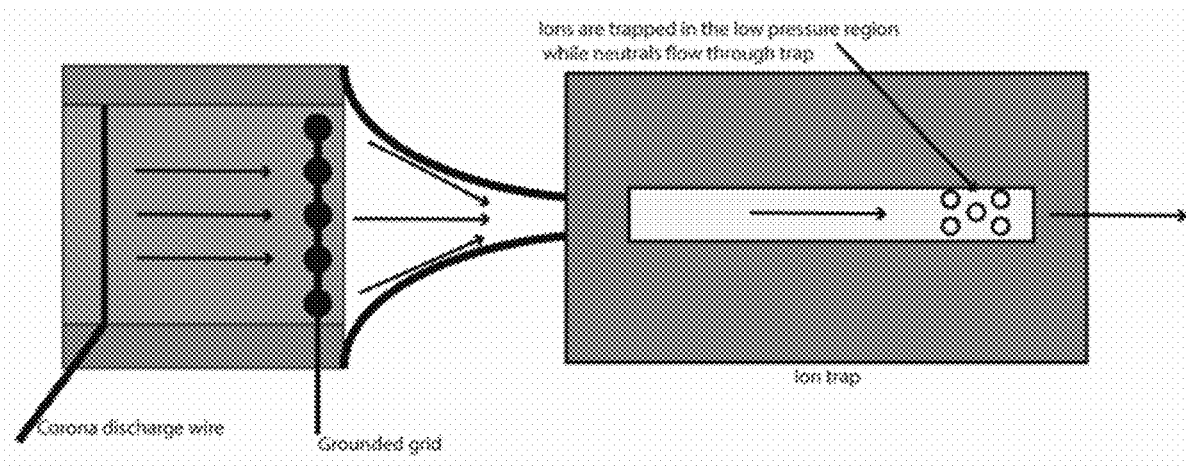 Ions are trapped in the low pressure region
while neutrals flow through trap
Ion trap
Corona discharge wire
Grounded grid